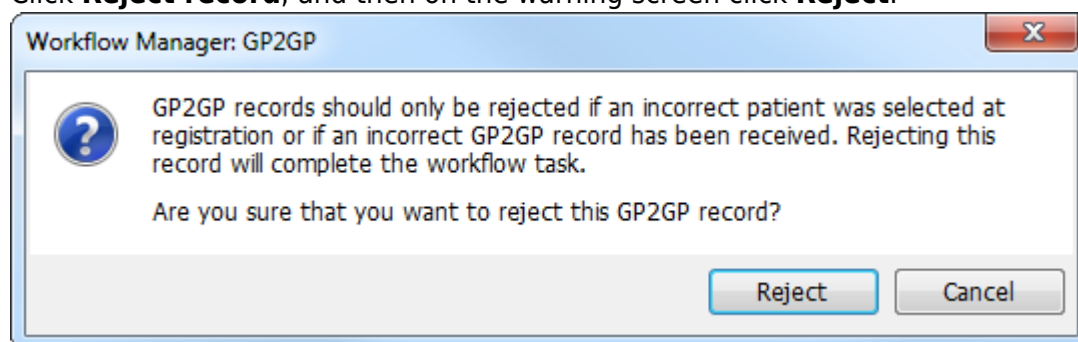 Click Reject record, and then on the warning screen click Reject.
Workflow Manager: GP2GP
GP2GP records should only be rejected if an incorrect patient was selected at
registration or if an incorrect GP2GP record has been received. Rejecting this
record will complete the workflow task.
Are you sure that you want to reject this GP2GP record?
Reject
Cancel